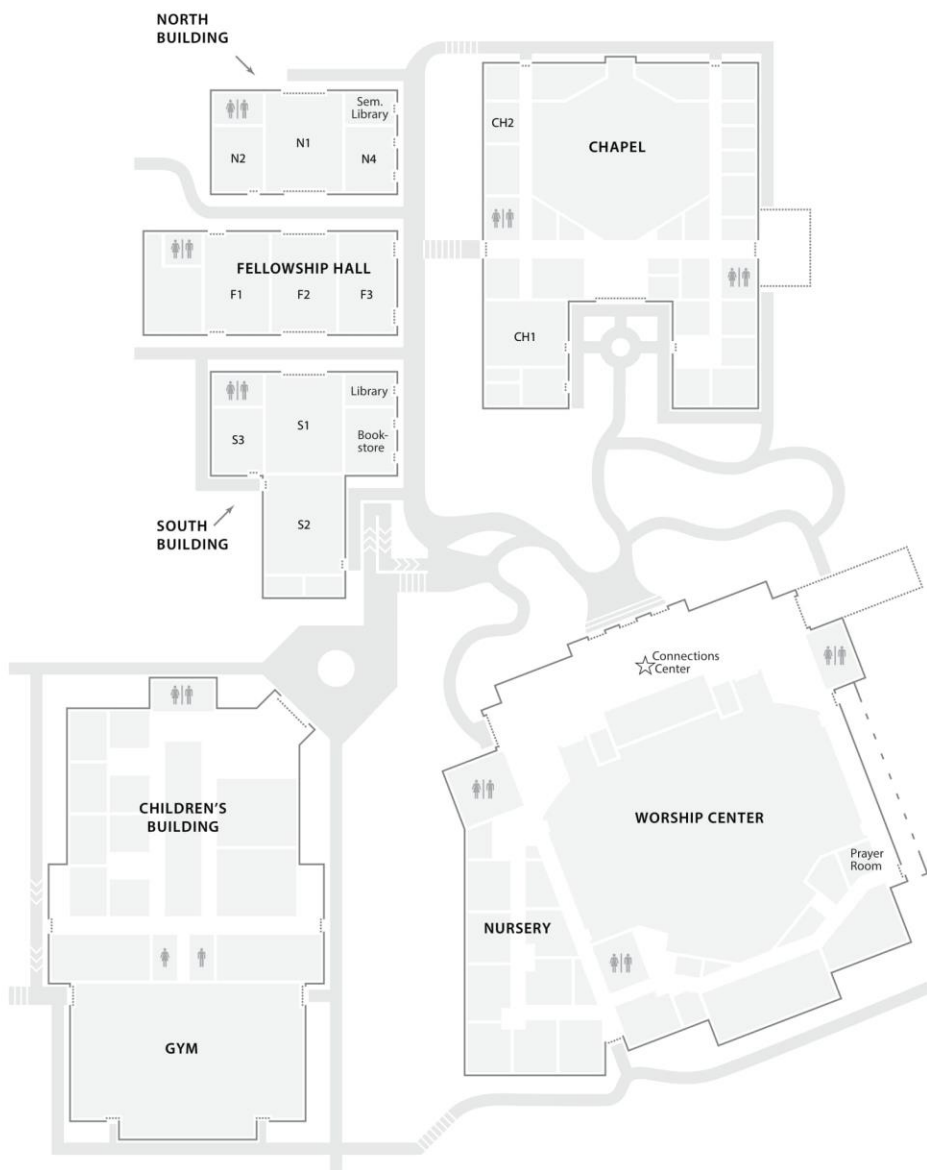 NORTH
BUILDING
Sem.
Library
N1
N2
N4
CH2
CHAPEL
FELLOWSHIP HALL
F1
F2
F3
CH1
Library
S1
S3
Book-
store
SOUTH
BUILDING
S2
Connections
Center
CHILDREN'S
BUILDING
WORSHIP CENTER
Prayer
Room
NURSERY
GYM